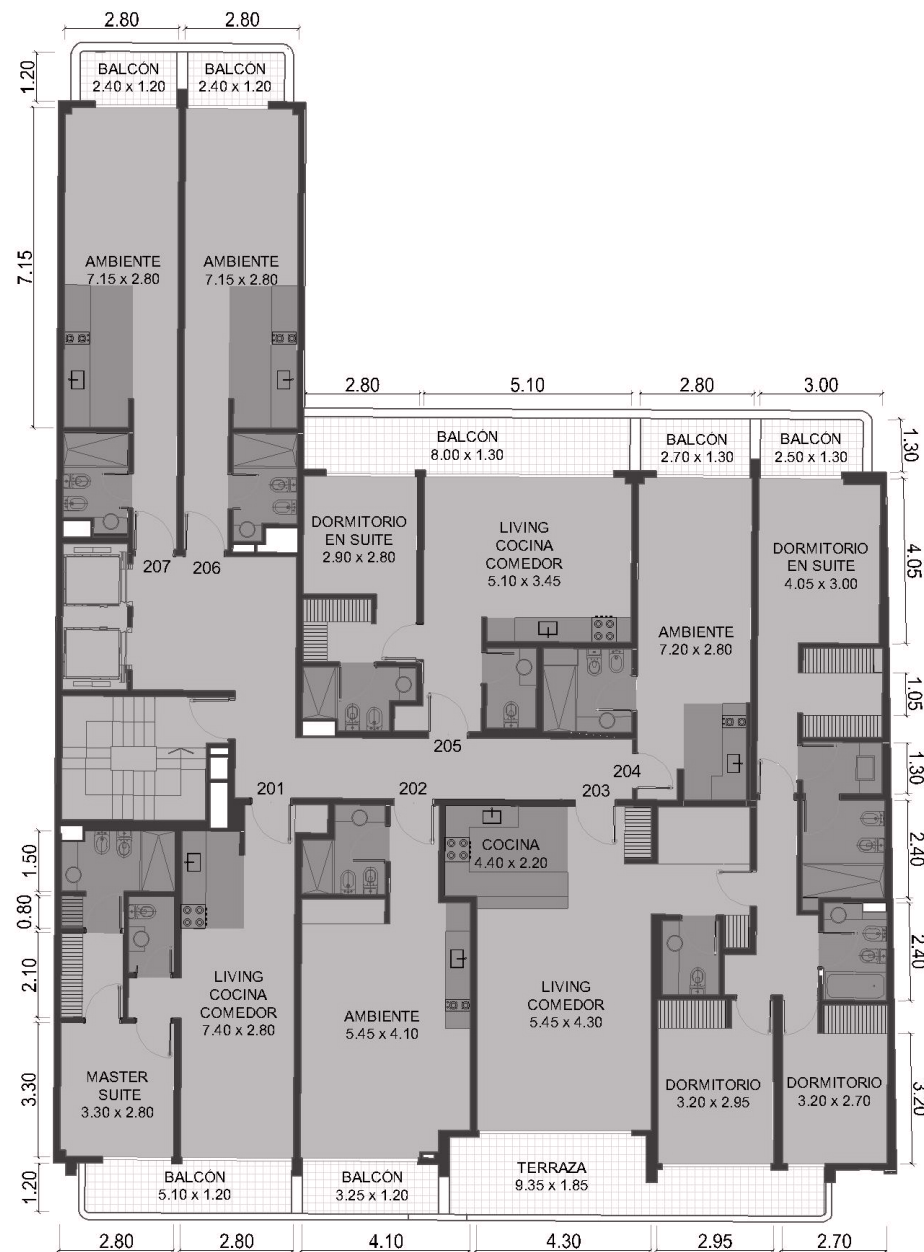 2.80
2.80
1.20
BALCÓN
2.40 x 1.20
BALCÓN
2.40 x 1.20
7.15
AMBIENTE
7.15 x 2.80
AMBIENTE
7.15 x 2.80
2.80
5.10
2.80
3.00
BALCÓN
8.00 x 1.30
BALCÓN
2.70 x 1.30
BALCÓN
2.50 x 1.30
1.30
DORMITORIO
EN SUITE
2.90 x 2.80
LIVING
COCINA
COMEDOR
5.10 x 3.45
DORMITORIO
EN SUITE
4.05 x 3.00
4.05
207
206
AMBIENTE
7.20 x 2.80
1.05
205
204
1.30
201
202
203
1.50
COCINA
4.40 x 2.20
2.40
0.80
2.10
LIVING
COCINA
COMEDOR
7.40 x 2.80
AMBIENTE
5.45 x 4.10
LIVING
COMEDOR
5.45 x 4.30
2.40
3.30
MASTER
SUITE
3.30 x 2.80
DORMITORIO
3.20 x 2.95
DORMITORIO
3.20 x 2.70
3.20
1.20
BALCÓN
5.10 x 1.20
BALCÓN
3.25 x 1.20
TERRAZA
9.35 x 1.85
2.80
2.80
4.10
4.30
2.95
2.70